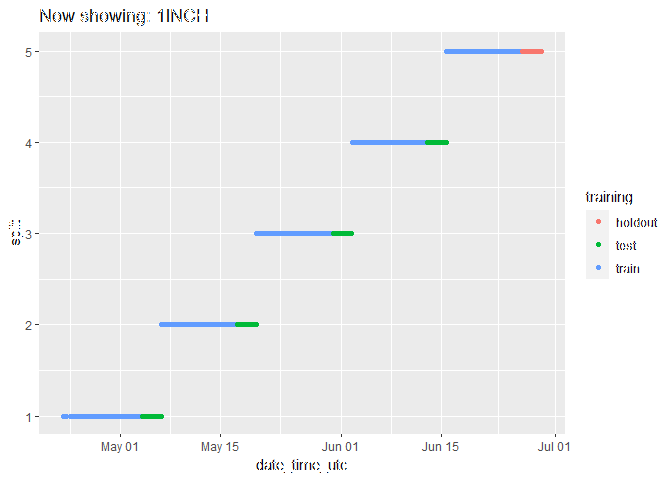 Now showing: 1INCH
5
4
3
2
1
split
May 01
May 15
Jun 01
Jun 15
Jul 01
date_time_utc
training
holdout
test
train